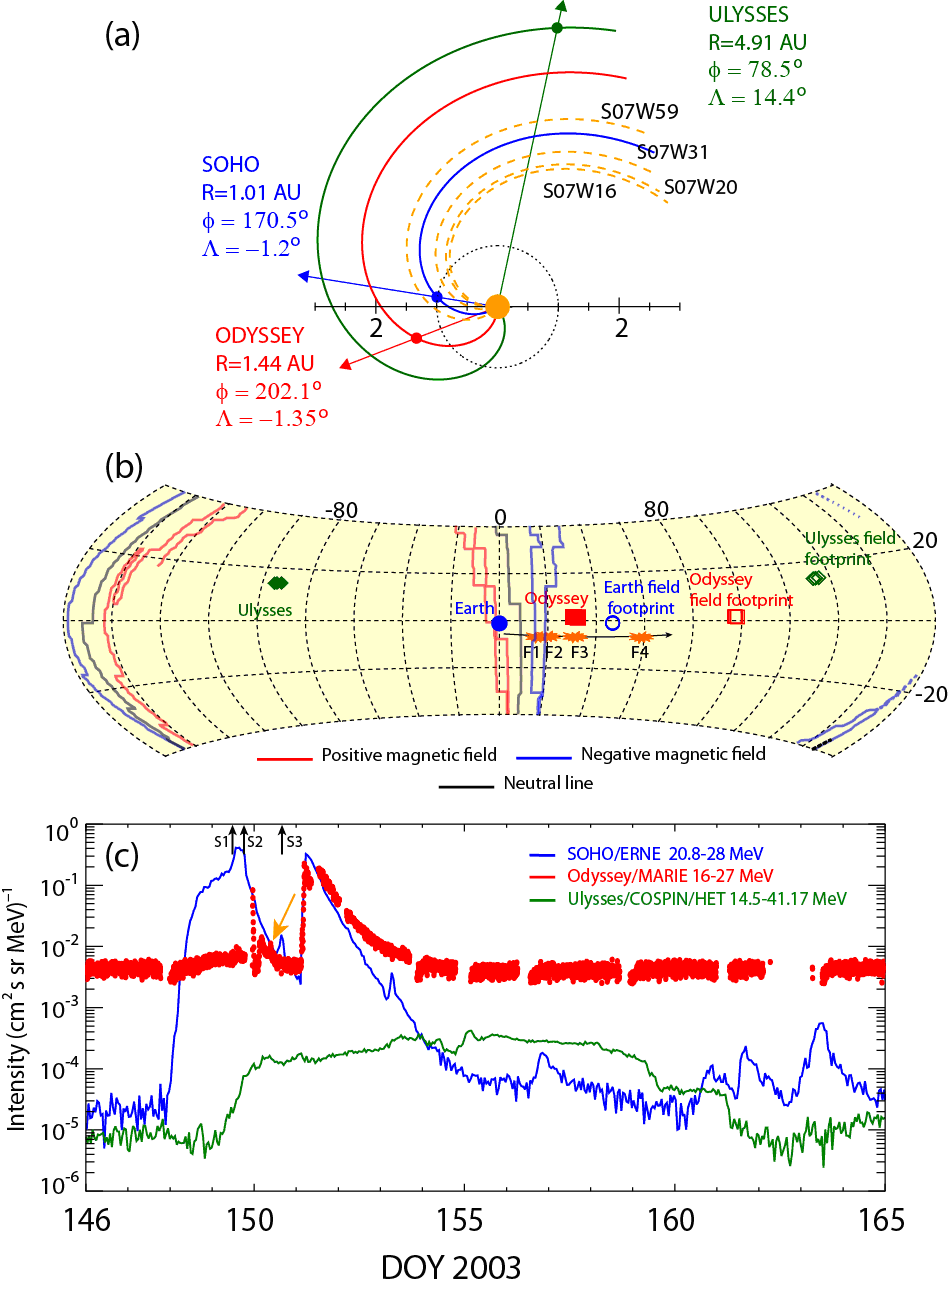 (a)
ULYSSES
R=4.91 AU
ϕ = 78.5°
Λ = 14.4°
S07W59
S07W31
S07W16
S07W20
SOHO
R=1.01 AU
ϕ = 170.5°
Λ = −1.2°
2
2
ODYSSEY
R=1.44 AU
ϕ = 202.1°
Λ = −1.35°
(b)
-80
0
80
20
-20
Ulysses field
footprint
Ulysses
Earth
Odyssey
Earth field
footprint
Odyssey
field footprint
F1
F2
F3
F4
Positive magnetic field
Negative magnetic field
Neutral line
(c)
S1
S2
S3
SOHO/ERNE 20.8-28 MeV
Odyssey/MARIE 16-27 MeV
Ulysses/COSPIN/HET 14.5-41.17 MeV
Intensity (cm² s sr MeV)⁻¹
10⁰
10⁻¹
10⁻²
10⁻³
10⁻⁴
10⁻⁵
10⁻⁶
146
150
155
160
165
DOY 2003